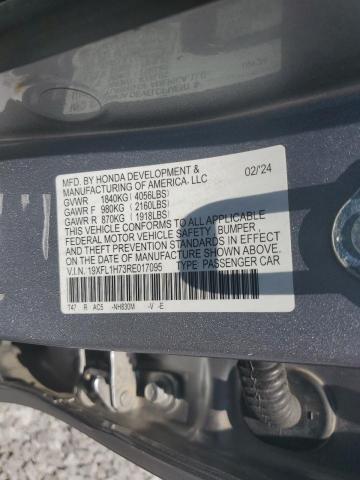 MFD. BY HONDA DEVELOPMENT &
MANUFACTURING OF AMERICA, LLC 02/'24
GVWR 1840KG (4056LBS)
GAWR F 980KG (2160LBS)
GAWR R 870KG (1918LBS)
THIS VEHICLE CONFORMS TO ALL APPLICABLE
FEDERAL MOTOR VEHICLE SAFETY, BUMPER,
AND THEFT PREVENTION STANDARDS IN EFFECT
ON THE DATE OF MANUFACTURE SHOWN ABOVE.
V.I.N. 19XFL1H73RE017095 TYPE: PASSENGER CAR
T47 R AC5 -NH830M -V -E